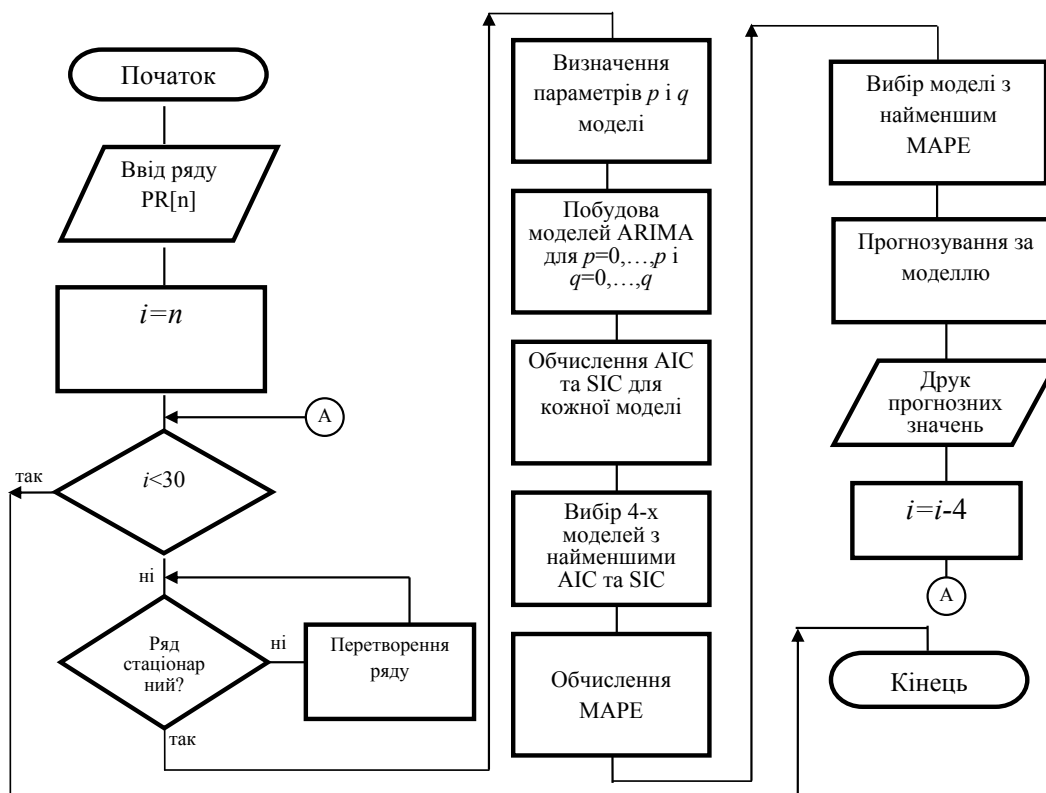 Початок
Ввід ряду
PR[n]
i=n
А
i<30
так
ні
Ряд
стаціонар
ний?
ні
Перетворення
ряду
так
Визначення
параметрів p і q
моделі
Побудова
моделей ARIMA
для p=0,…,p і
q=0,…,q
Обчислення AIC
та SIC для
кожної моделі
Вибір 4-х
моделей з
найменшими
AIC та SIC
Обчислення
MAPE
Вибір моделі з
найменшим
MAPE
Прогнозування за
моделлю
Друк
прогнозних
значень
i=i-4
А
Кінець